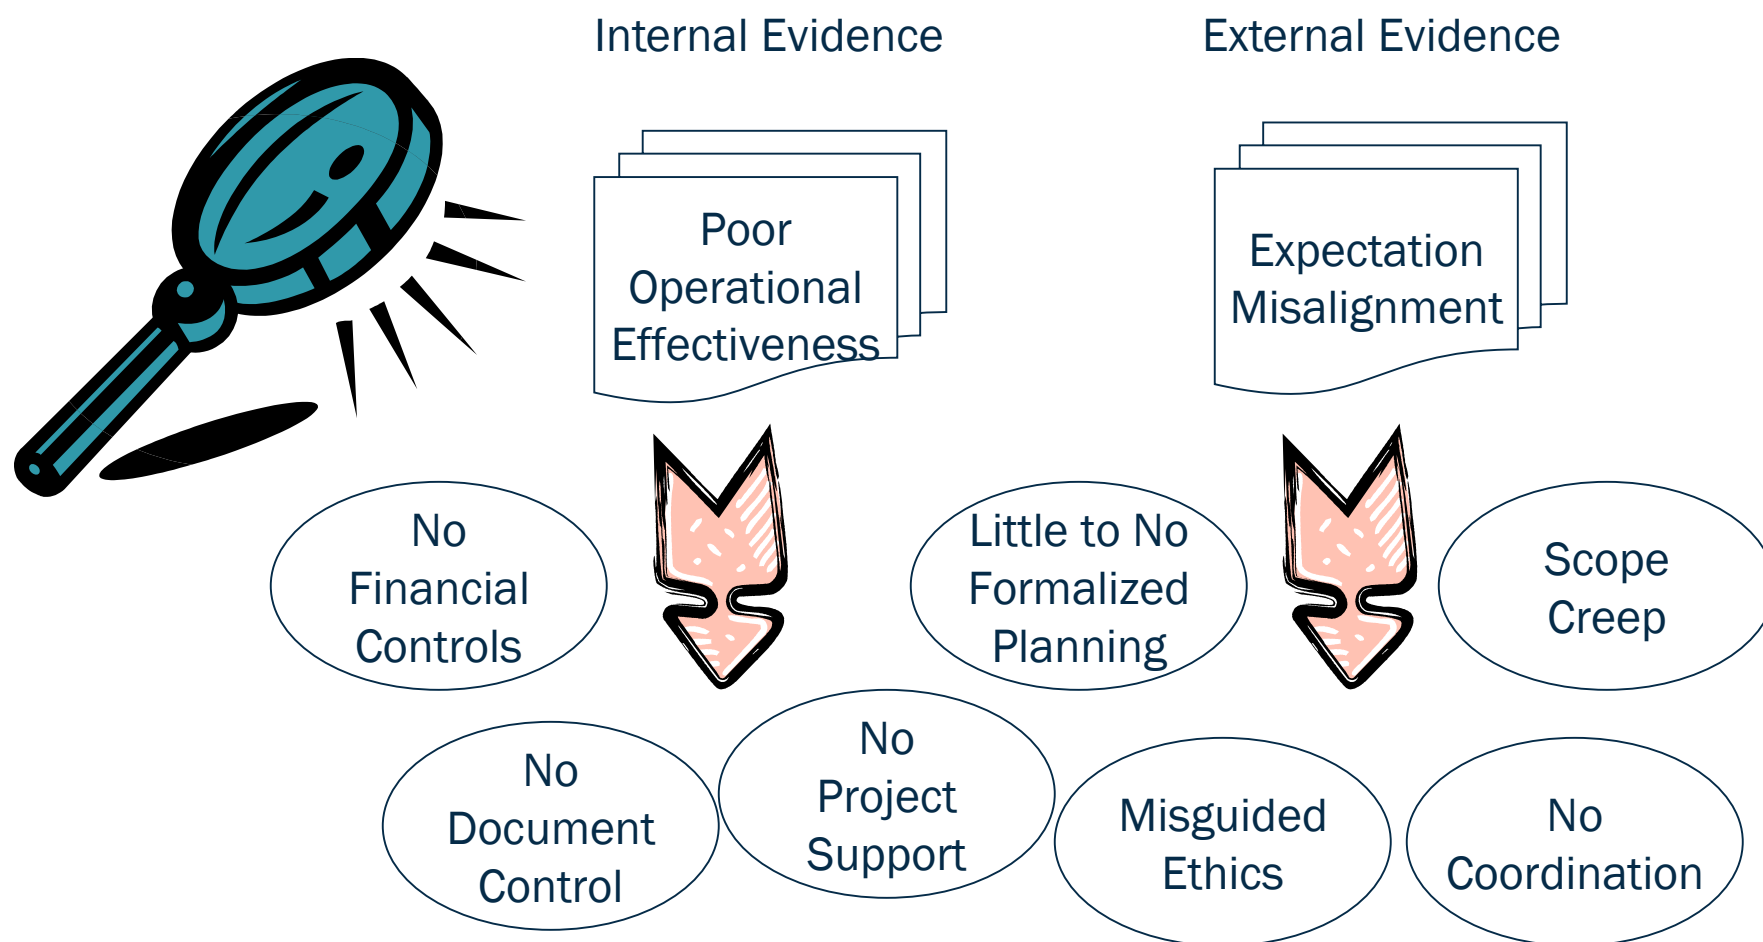 Internal Evidence
External Evidence
Poor
Operational
Effectiveness
Expectation
Misalignment
No
Financial
Controls
Little to No
Formalized
Planning
Scope
Creep
No
Document
Control
No
Project
Support
Misguided
Ethics
No
Coordination